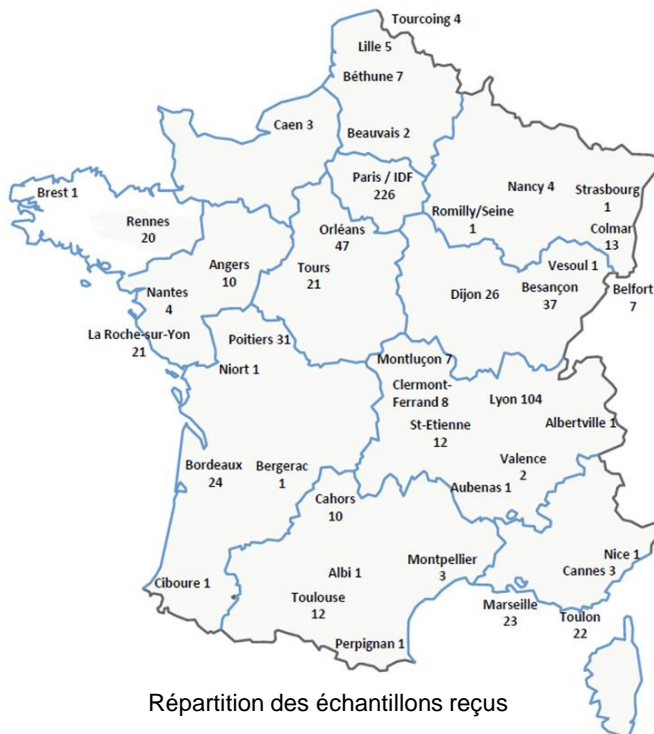 Tourcoing 4
Lille 5
Béthune 7
Caen 3
Beauvais 2
Paris / IDF
226
Nancy 4
Strasbourg
1
Brest 1
Rennes
20
Romilly/Seine
1
Colmar
13
Orléans
47
Angers
10
Tours
21
Vesoul 1
Dijon 26
Besançon
37
Belfort
7
Nantes
4
La Roche-sur-Yon
21
Poitiers 31
Niort 1
Montluçon 7
Clermont-
Ferrand 8
Lyon 104
St-Etienne
12
Albertville 1
Bordeaux
24
Bergerac
1
Valence
2
Aubenas 1
Cahors
10
Ciboure 1
Albi 1
Montpellier
3
Nice 1
Cannes 3
Toulouse
12
Marseille
23
Toulon
22
Perpignan 1
Répartition des échantillons reçus